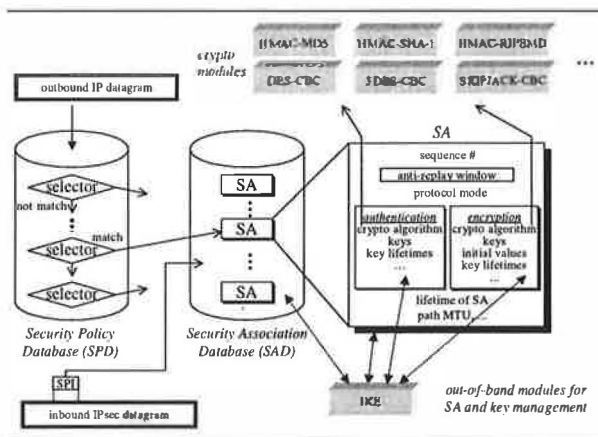 crypto
modules
HMAC-MD5
HMAC-SHA-1
HMAC-RIPEMD
DES-CBC
3DES-CBC
SKIPJACK-CBC
...
outbound IP datagram
selector
not match
selector
match
selector
Security Policy
Database (SPD)
SA
SA
SA
Security Association
Database (SAD)
SA
sequence #
anti-replay window
protocol mode
authentication
crypto algorithm
keys
key lifetimes
...
encryption
crypto algorithm
keys
initial values
key lifetimes
...
lifetime of SA
path MTU,...
SPI
inbound IPsec datagram
IKE
out-of-band modules for
SA and key management